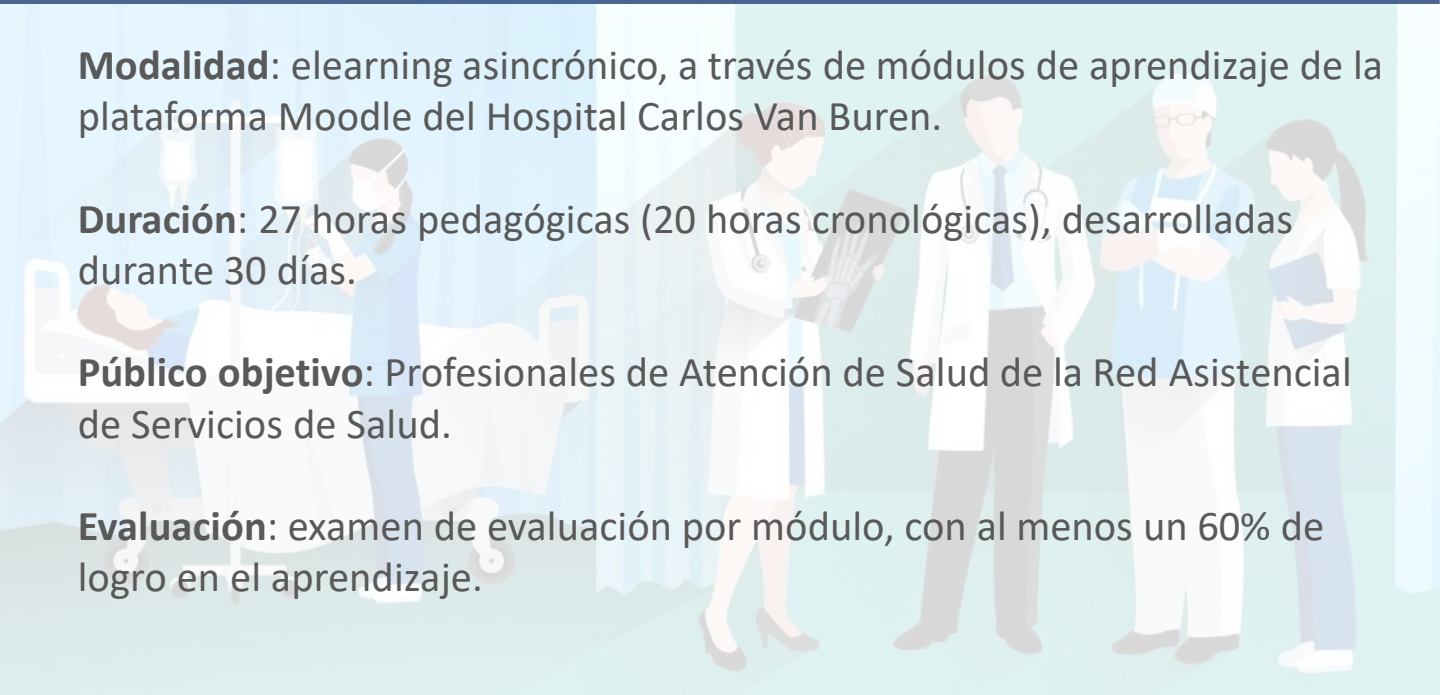 Modalidad: elearning asincrónico, a través de módulos de aprendizaje de la
plataforma Moodle del Hospital Carlos Van Buren.
Duración: 27 horas pedagógicas (20 horas cronológicas), desarrolladas
durante 30 días.
Público objetivo: Profesionales de Atención de Salud de la Red Asistencial
de Servicios de Salud.
Evaluación: examen de evaluación por módulo, con al menos un 60% de
logro en el aprendizaje.